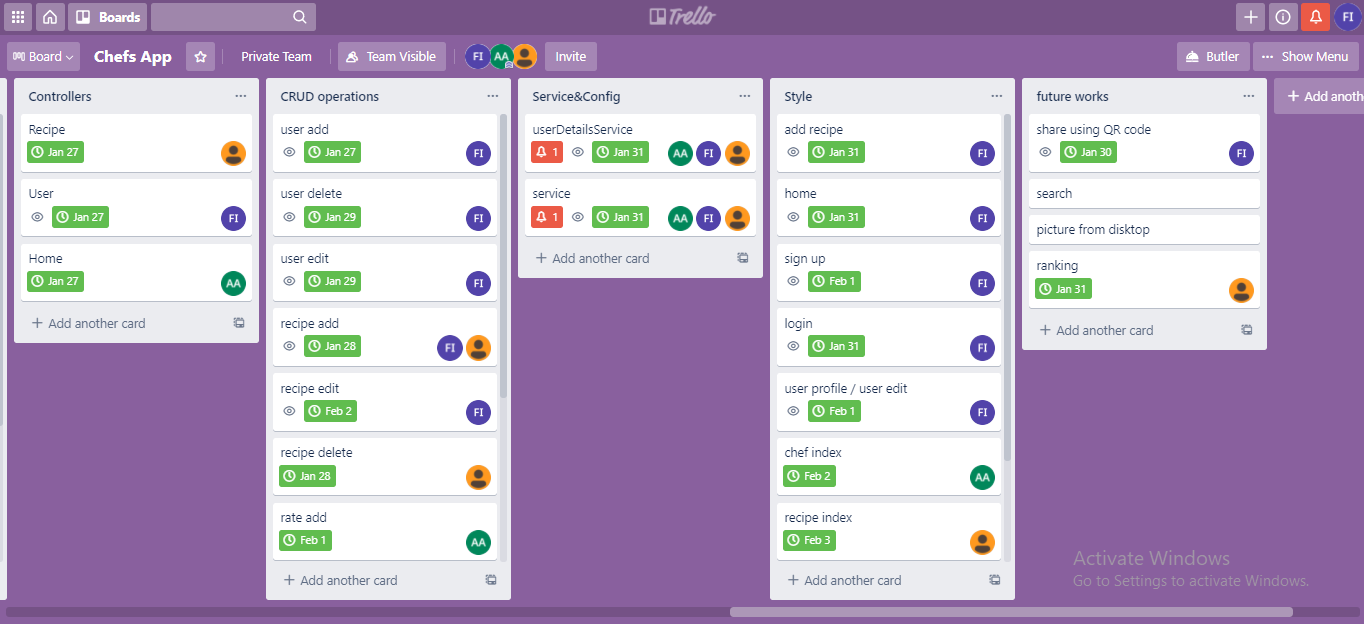 Boards
Trello
FI
Board
Chefs App
Private Team
Team Visible
FI
AA
Invite
Butler
Show Menu
Controllers
Recipe
Jan 27
User
Jan 27
FI
Home
Jan 27
AA
Add another card
CRUD operations
user add
Jan 27
FI
user delete
Jan 29
FI
user edit
Jan 29
FI
recipe add
Jan 28
FI
recipe edit
Feb 2
FI
recipe delete
Jan 28
rate add
Feb 1
AA
Add another card
Service&Config
userDetailsService
1
Jan 31
AA
FI
service
1
Jan 31
AA
FI
Add another card
Style
add recipe
Jan 31
FI
home
Jan 31
FI
sign up
Feb 1
FI
login
Jan 31
FI
user profile / user edit
Feb 1
FI
chef index
Feb 2
AA
recipe index
Feb 3
Add another card
future works
share using QR code
Jan 30
FI
search
picture from disktop
ranking
Jan 31
Add another card
Add anoth
Activate Windows
Go to Settings to activate Windows.